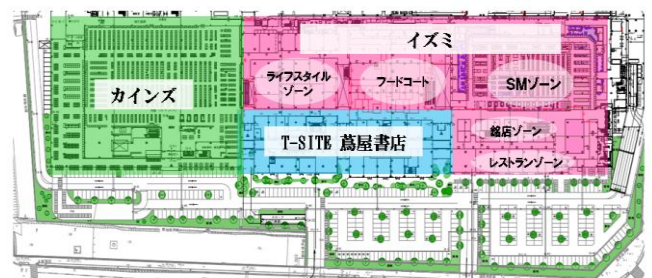 イズミ
ライフスタイル
ゾーン
フードコート
SMゾーン
カインズ
T-SITE 蔦屋書店
銘店ゾーン
レストランゾーン